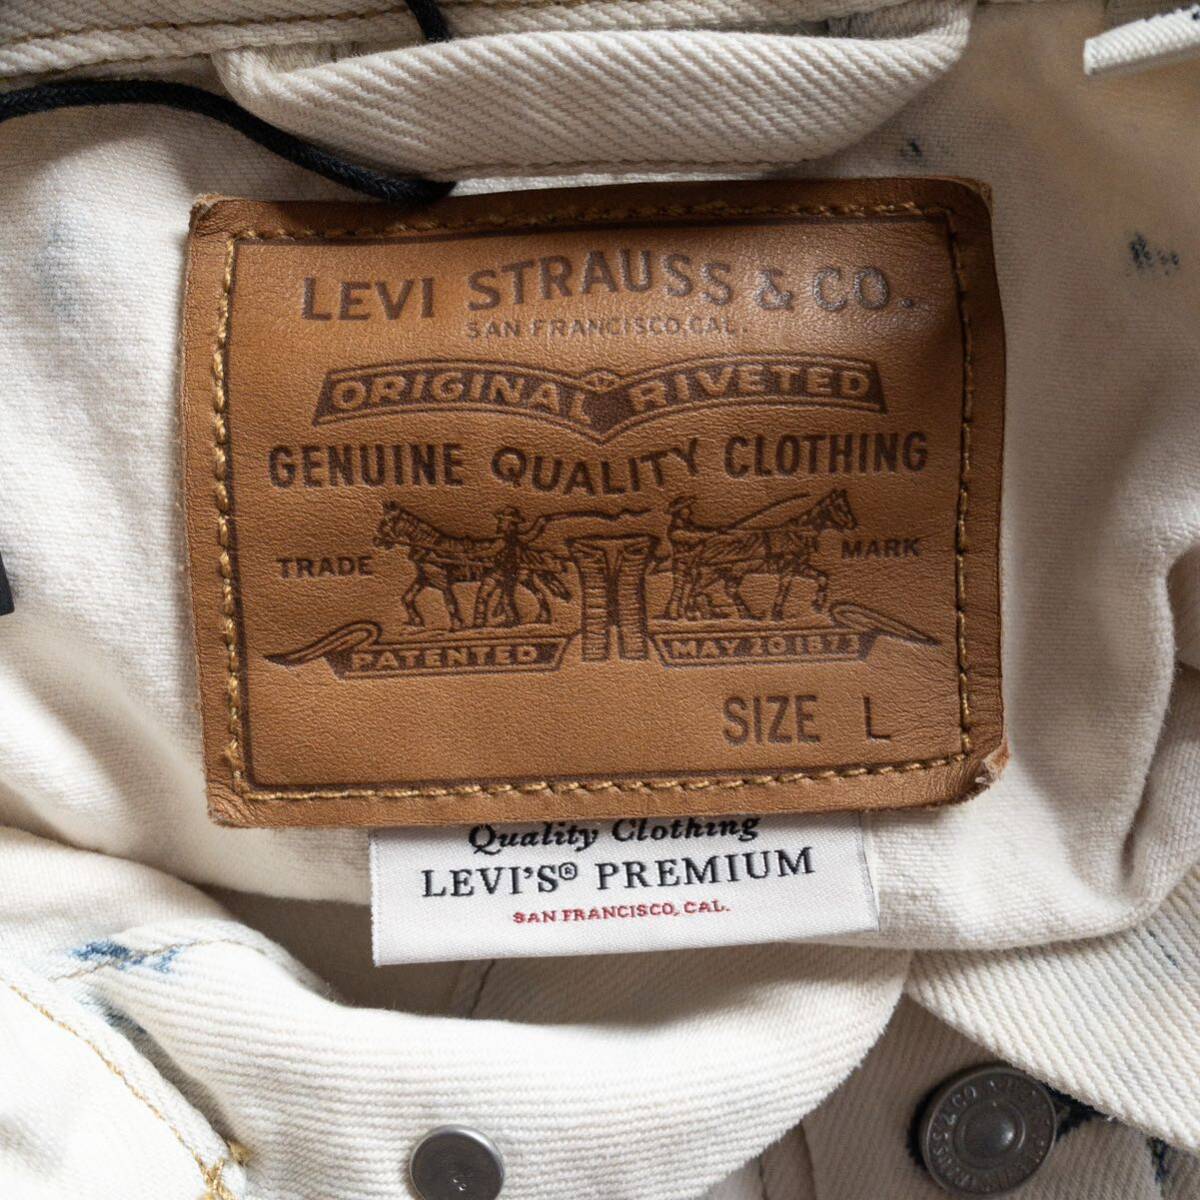 LEVI STRAUSS & CO.
SAN FRANCISCO, CAL.
ORIGINAL RIVETED
GENUINE QUALITY CLOTHING
TRADE MARK
PATENTED MAY 20 1873
SIZE L
Quality Clothing
LEVI'S® PREMIUM
SAN FRANCISCO, CAL.